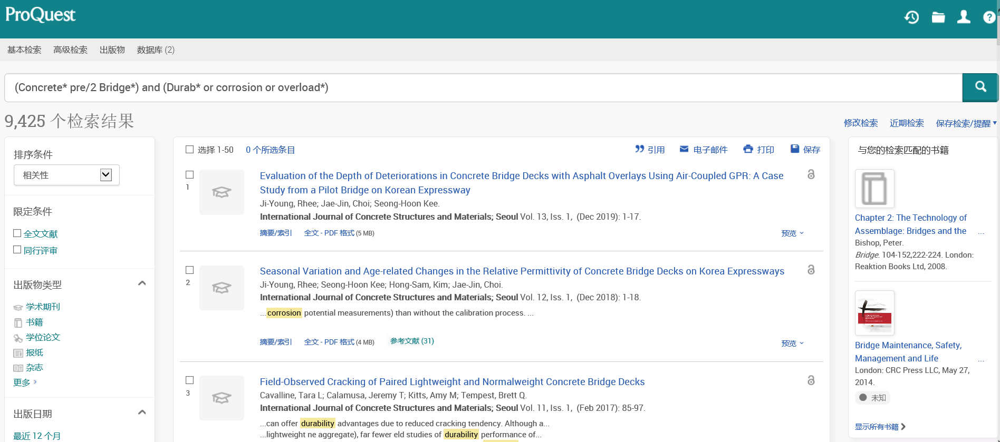 ProQuest
基本检索 高级检索 出版物 数据库 (2)
(Concrete* pre/2 Bridge*) and (Durab* or corrosion or overload*)
9,425 个检索结果
修改检索 近期检索 保存检索/提醒
排序条件
相关性
限定条件
全文文献
同行评审
出版物类型
学术期刊
书籍
学位论文
报纸
杂志
更多
出版日期
最近 12 个月
选择 1-50 0 个所选条目 引用 电子邮件 打印 保存
1
Evaluation of the Depth of Deteriorations in Concrete Bridge Decks with Asphalt Overlays Using Air-Coupled GPR: A Case
Study from a Pilot Bridge on Korean Expressway
Ji-Young, Rhee; Jae-Jin, Choi; Seong-Hoon Kee.
International Journal of Concrete Structures and Materials; Seoul Vol. 13, Iss. 1, (Dec 2019): 1-17.
摘要/索引 全文 - PDF 格式 (5 MB) 预览
2
Seasonal Variation and Age-related Changes in the Relative Permittivity of Concrete Bridge Decks on Korea Expressways
Ji-Young, Rhee; Seong-Hoon Kee; Hong-Sam, Kim; Jae-Jin, Choi.
International Journal of Concrete Structures and Materials; Seoul Vol. 12, Iss. 1, (Dec 2018): 1-18.
...corrosion potential measurements) than without the calibration process. ...
摘要/索引 全文 - PDF 格式 (4 MB) 参考文献 (31) 预览
3
Field-Observed Cracking of Paired Lightweight and Normalweight Concrete Bridge Decks
Cavalline, Tara L; Calamusa, Jeremy T; Kitts, Amy M; Tempest, Brett Q.
International Journal of Concrete Structures and Materials; Seoul Vol. 11, Iss. 1, (Feb 2017): 85-97.
...can offer durability advantages due to reduced cracking tendency. Although a...
...lightweight ne aggregate), far fewer eld studies of durability performance of...
与您的检索匹配的书籍
Chapter 2: The Technology of
Assemblage: Bridges and the ...
Bishop, Peter.
Bridge. 104-152,222-224. London:
Reaktion Books Ltd, 2008.
Bridge Maintenance, Safety,
Management and Life ...
London: CRC Press LLC, May 27,
2014.
未知
显示所有书籍